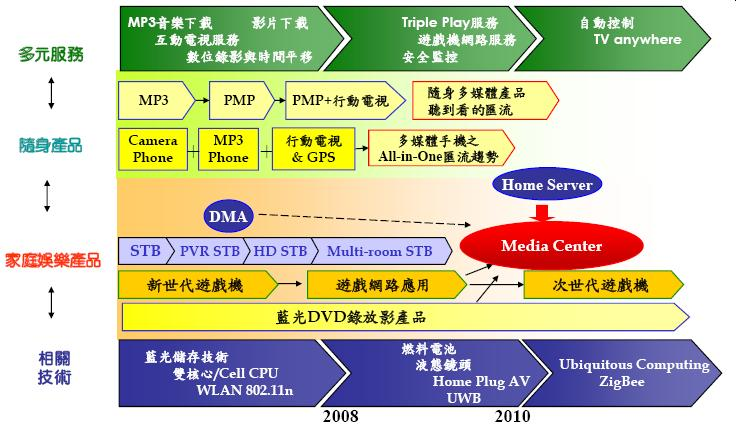 多元服務
MP3音樂下載 影片下載
互動電視服務
數位錄影與時間平移
Triple Play服務
遊戲機網路服務
安全監控
自動控制
TV anywhere
隨身產品
MP3
PMP
PMP+行動電視
隨身多媒體產品
聽到看的匯流
Camera
Phone
+
MP3
Phone
+
行動電視
& GPS
多媒體手機之
All-in-One匯流趨勢
家庭娛樂產品
Home Server
DMA
Media Center
STB
PVR STB
HD STB
Multi-room STB
新世代遊戲機
遊戲網路應用
次世代遊戲機
藍光DVD錄放影產品
相關
技術
藍光儲存技術
雙核心/Cell CPU
WLAN 802.11n
燃料電池
液態鏡頭
Home Plug AV
UWB
Ubiquitous Computing
ZigBee
2008
2010